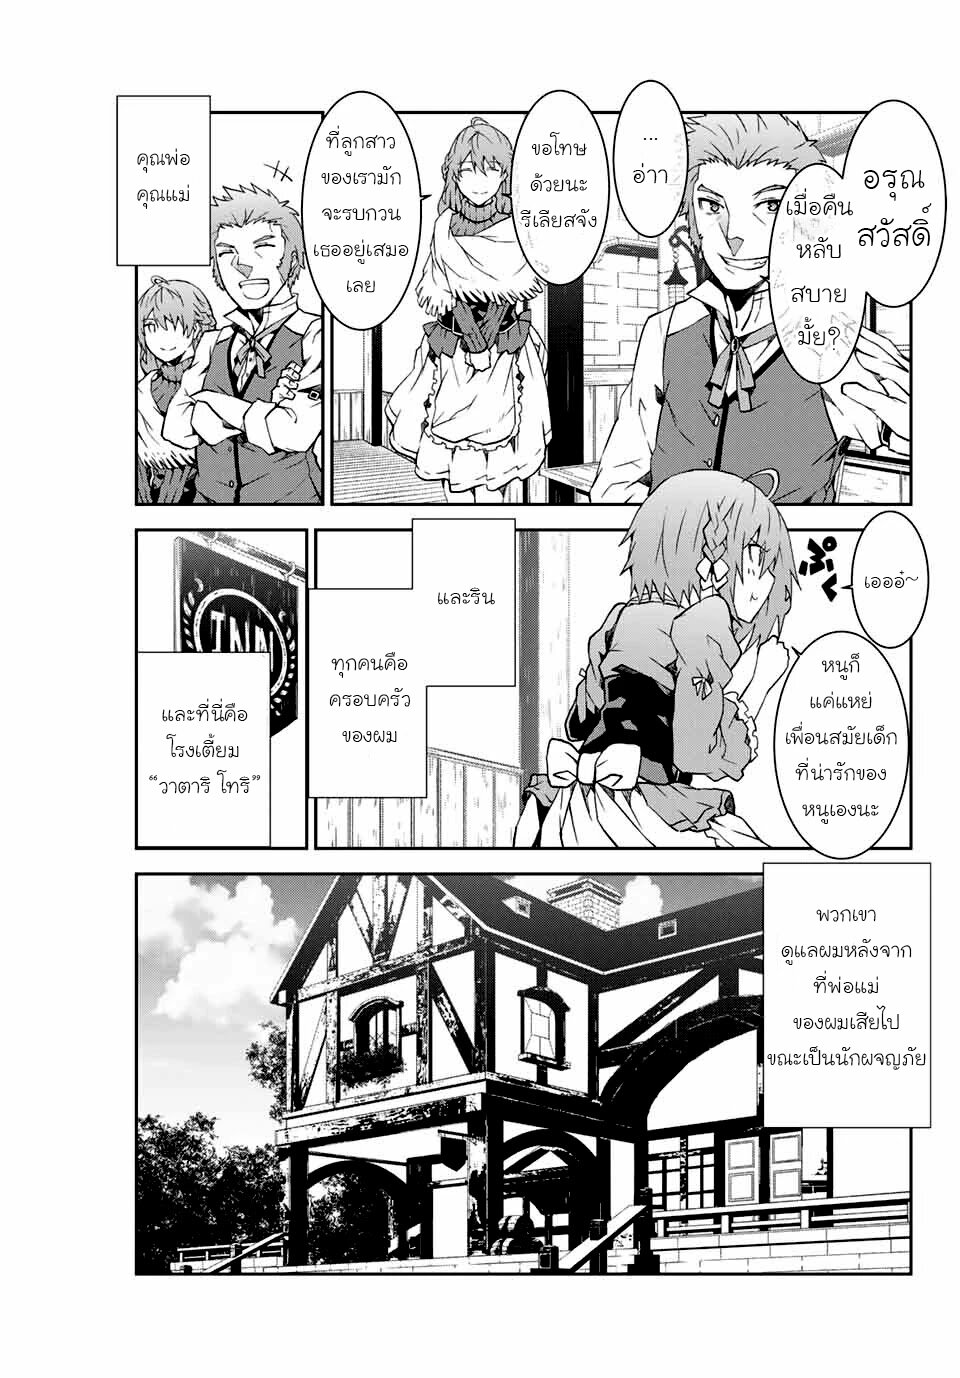 อรุณ
สวัสดิ์
เมื่อคืน
หลับ
สบาย
มั้ย?
...
อ่าา
ขอโทษ
ด้วยนะ
รีเลียสจัง
ที่ลูกสาว
ของเรามัก
จะรบกวน
เธออยู่เสมอ
เลย
คุณพ่อ
คุณแม่
เอออ๋~
ぷく
หนูก็
แค่แหย่
เพื่อนสมัยเด็ก
ที่น่ารักของ
หนูเองนะ
และริน
ทุกคนคือ
ครอบครัว
ของผม
INN
และที่นี่คือ
โรงเตี้ยม
“วาตาริ โทริ”
พวกเขา
ดูแลผมหลังจาก
ที่พ่อแม่
ของผมเสียไป
ขณะเป็นนักผจญภัย